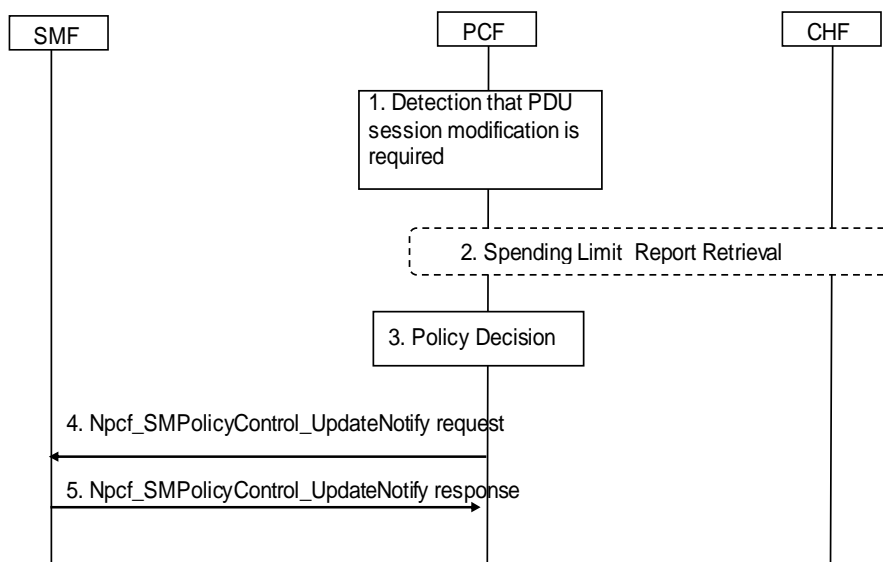 SMF
PCF
CHF
1. Detection that PDU
session modification is
required
2. Spending Limit Report Retrieval
3. Policy Decision
4. Npcf_SMPolicyControl_UpdateNotify request
5. Npcf_SMPolicyControl_UpdateNotify response